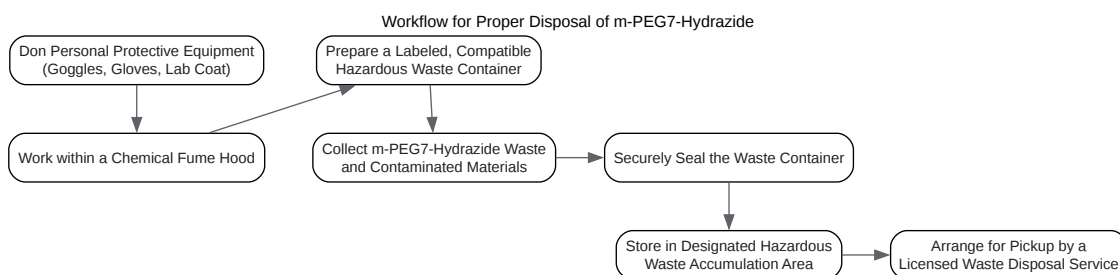 Workflow for Proper Disposal of m-PEG7-Hydrazide
Don Personal Protective Equipment
(Goggles, Gloves, Lab Coat)
Work within a Chemical Fume Hood
Prepare a Labeled, Compatible
Hazardous Waste Container
Collect m-PEG7-Hydrazide Waste
and Contaminated Materials
Securely Seal the Waste Container
Store in Designated Hazardous
Waste Accumulation Area
Arrange for Pickup by a
Licensed Waste Disposal Service